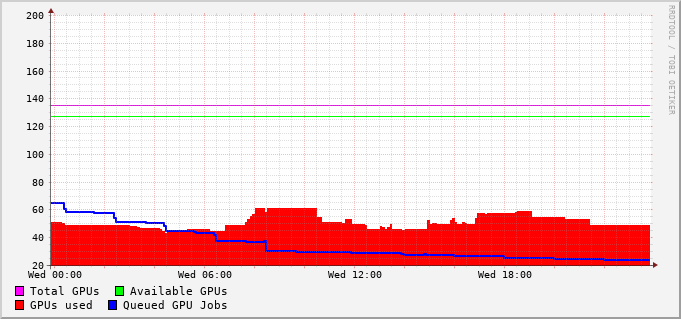 200
180
160
140
120
100
80
60
40
20
Wed 00:00 Wed 06:00 Wed 12:00 Wed 18:00
Total GPUs Available GPUs
GPUs used Queued GPU Jobs
RRDTOOL / TOBI OETIKER